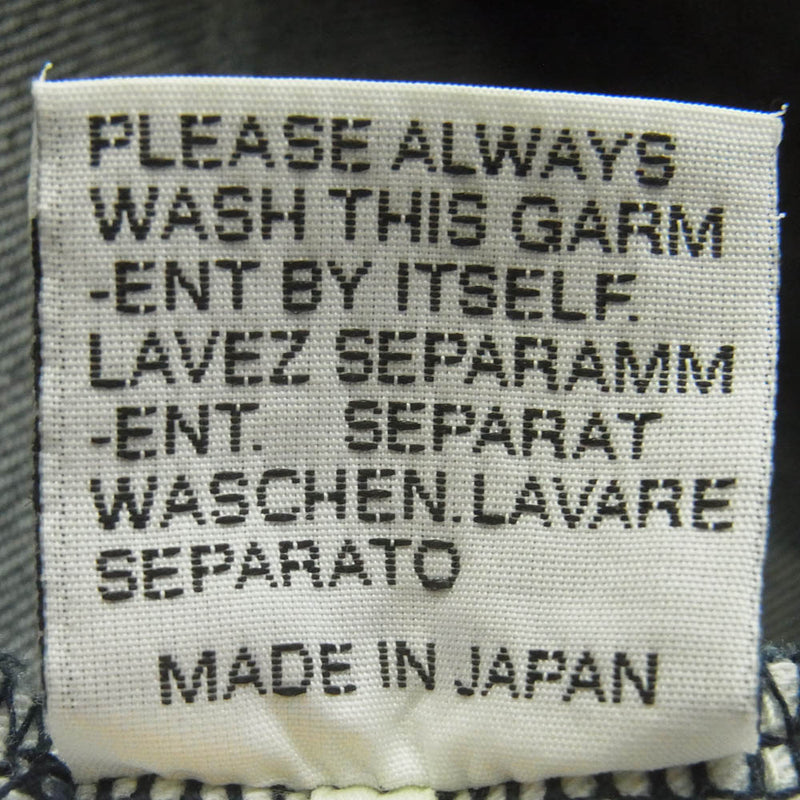 PLEASE ALWAYS
WASH THIS GARM
-ENT BY ITSELF.
LAVEZ SEPARAMM
-ENT. SEPARAT
WASCHEN.LAVARE
SEPARATO
MADE IN JAPAN